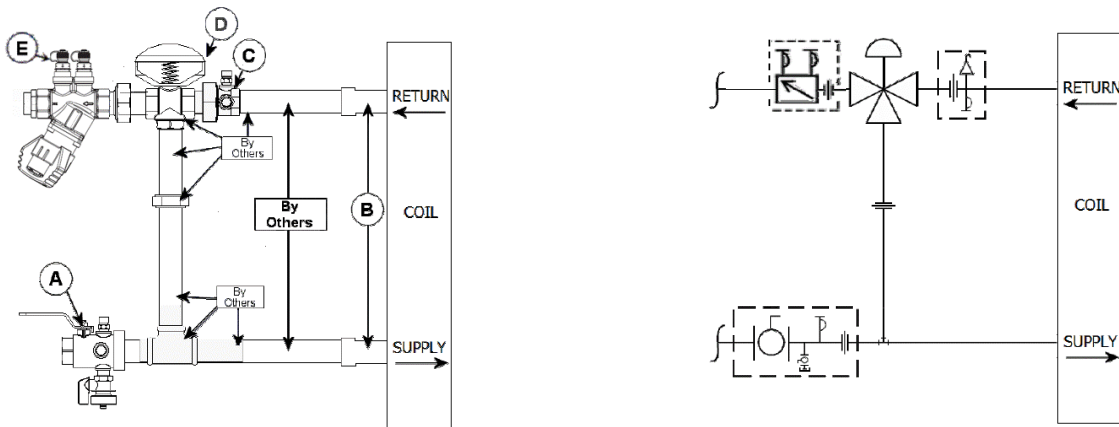 D
E
C
RETURN
By
Others
By
Others
B
COIL
A
By
Others
SUPPLY
RETURN
COIL
SUPPLY